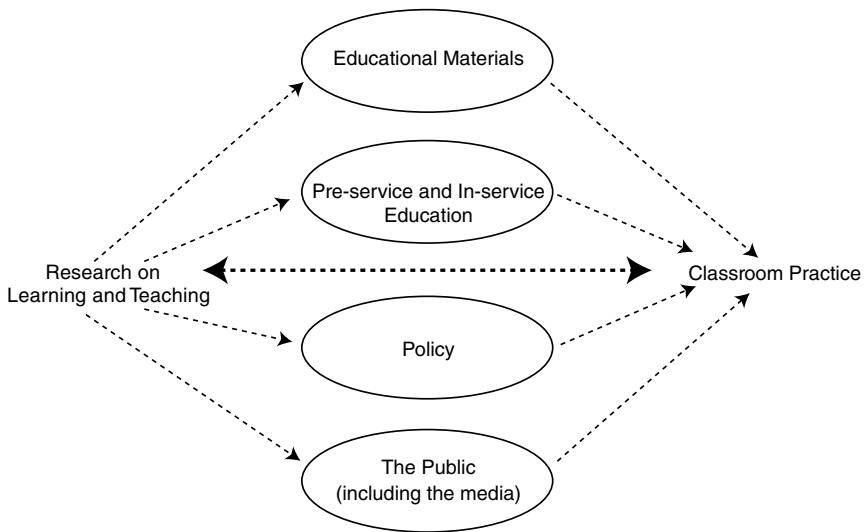 Educational Materials
Pre-service and In-service
Education
Research on
Learning and Teaching
Classroom Practice
Policy
The Public
(including the media)